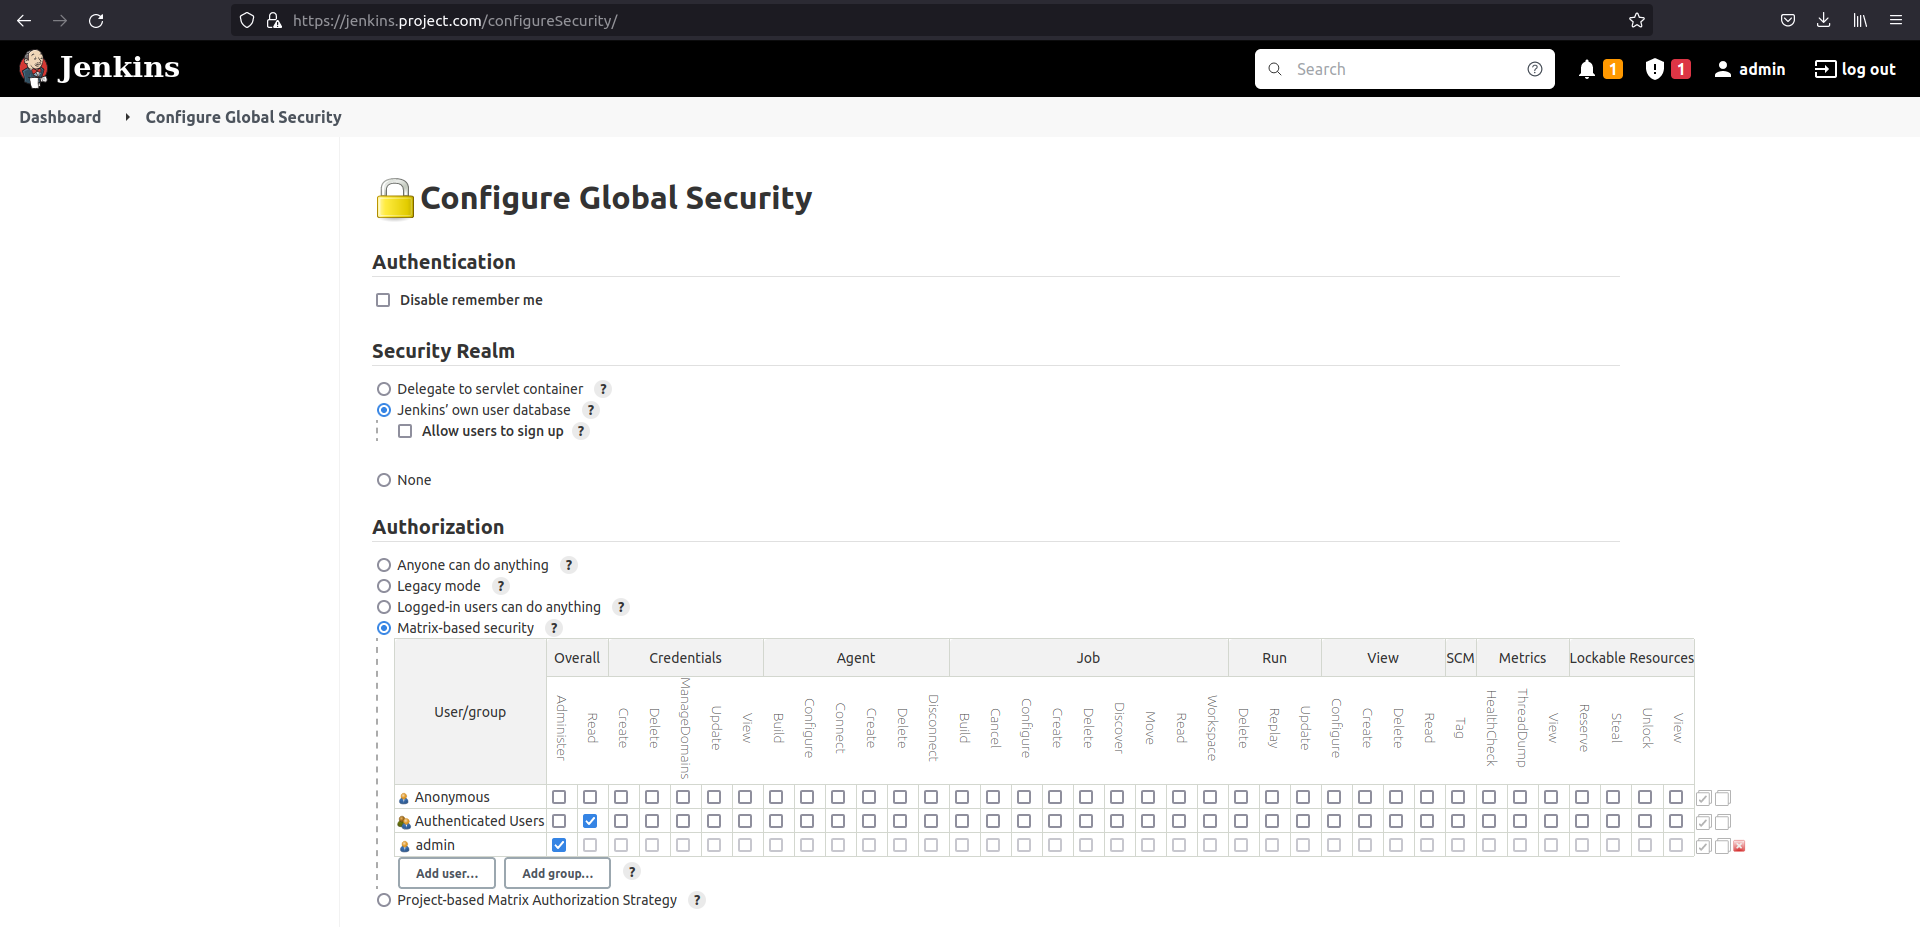 https://jenkins.project.com/configureSecurity/
Jenkins
Search
1
1
admin
log out
Dashboard
Configure Global Security
Configure Global Security
Authentication
Disable remember me
Security Realm
Delegate to servlet container ?
Jenkins’ own user database ?
Allow users to sign up ?
None
Authorization
Anyone can do anything ?
Legacy mode ?
Logged-in users can do anything ?
Matrix-based security ?
User/group Overall Credentials Agent Job Run View SCM Metrics Lockable Resources
Administer Read Create Delete ManageDomains Update View Build Configure Connect Create Delete Disconnect Build Cancel Configure Create Delete Discover Move Read Workspace Delete Replay Update Configure Create Delete Read Tag HealthCheck ThreadDump View Reserve Steal Unlock View
Anonymous
Authenticated Users
admin
Add user... Add group... ?
Project-based Matrix Authorization Strategy ?